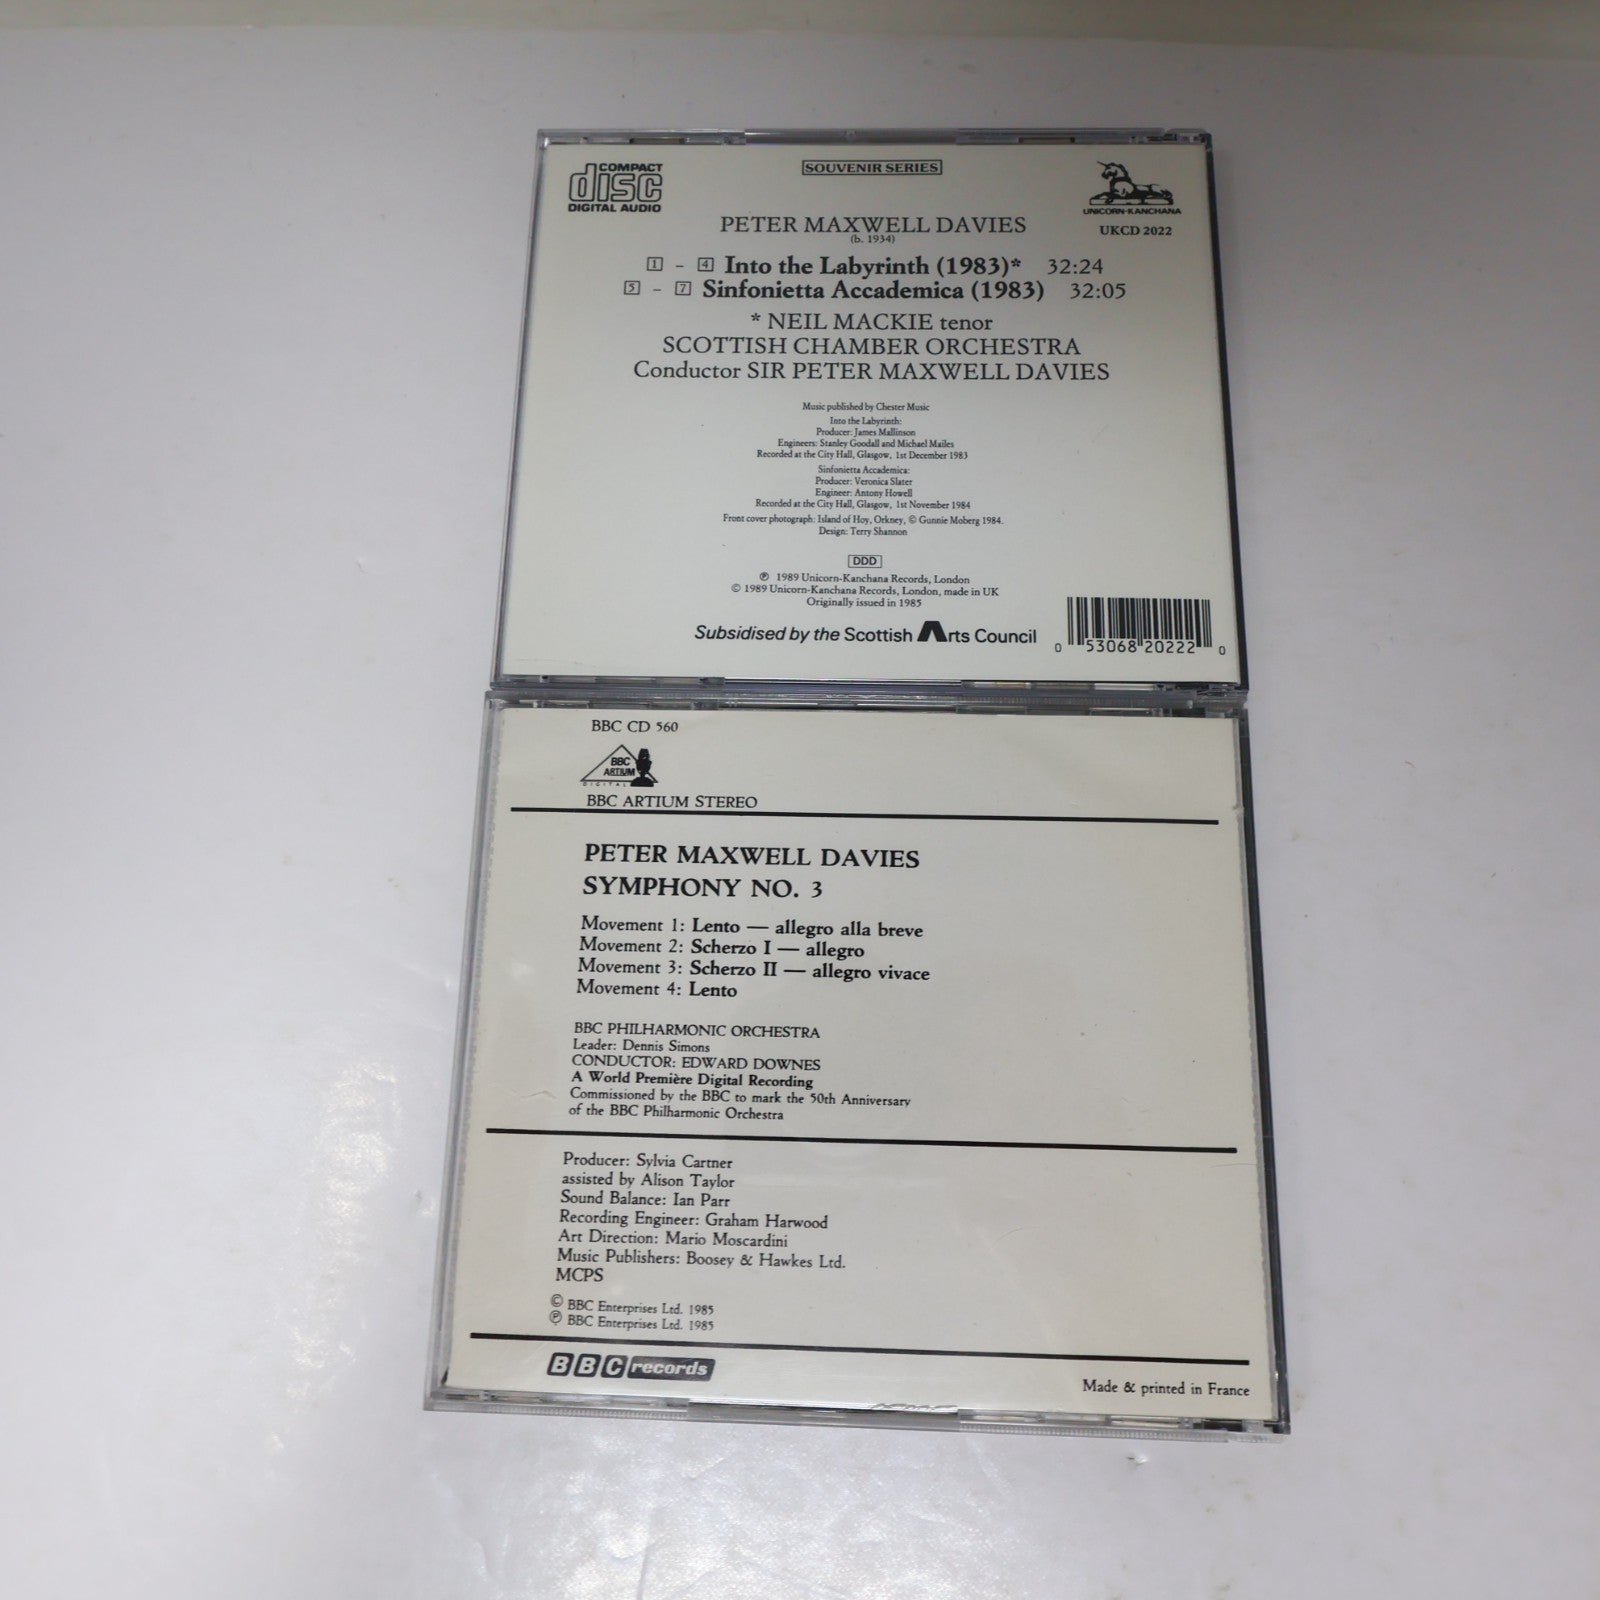 COMPACT
disc
DIGITAL AUDIO
SOUVENIR SERIES
UNICORN-KANCHANA
UKCD 2022
PETER MAXWELL DAVIES
(b. 1934)
1 – 4 Into the Labyrinth (1983)* 32:24
5 – 7 Sinfonietta Accademica (1983) 32:05
* NEIL MACKIE tenor
SCOTTISH CHAMBER ORCHESTRA
Conductor SIR PETER MAXWELL DAVIES
Music published by Chester Music
Into the Labyrinth:
Producer: James Mallinson
Engineers: Stanley Goodall and Michael Mailes
Recorded at the City Hall, Glasgow, 1st December 1983
Sinfonietta Accademica:
Producer: Veronica Slater
Engineer: Antony Howell
Recorded at the City Hall, Glasgow, 1st November 1984
Front cover photograph: Island of Hoy, Orkney, © Gunnie Moberg 1984.
Design: Terry Shannon
DDD
℗ 1989 Unicorn-Kanchana Records, London
© 1989 Unicorn-Kanchana Records, London, made in UK
Originally issued in 1985
Subsidised by the Scottish Arts Council
0 53068 20222 0
BBC CD 560
BBC
ARTIUM
DIGITAL
BBC ARTIUM STEREO
PETER MAXWELL DAVIES
SYMPHONY NO. 3
Movement 1: Lento — allegro alla breve
Movement 2: Scherzo I — allegro
Movement 3: Scherzo II — allegro vivace
Movement 4: Lento
BBC PHILHARMONIC ORCHESTRA
Leader: Dennis Simons
CONDUCTOR: EDWARD DOWNES
A World Première Digital Recording
Commissioned by the BBC to mark the 50th Anniversary
of the BBC Philharmonic Orchestra
Producer: Sylvia Cartner
assisted by Alison Taylor
Sound Balance: Ian Parr
Recording Engineer: Graham Harwood
Art Direction: Mario Moscardini
Music Publishers: Boosey & Hawkes Ltd.
MCPS
© BBC Enterprises Ltd. 1985
℗ BBC Enterprises Ltd. 1985
BBC records
Made & printed in France